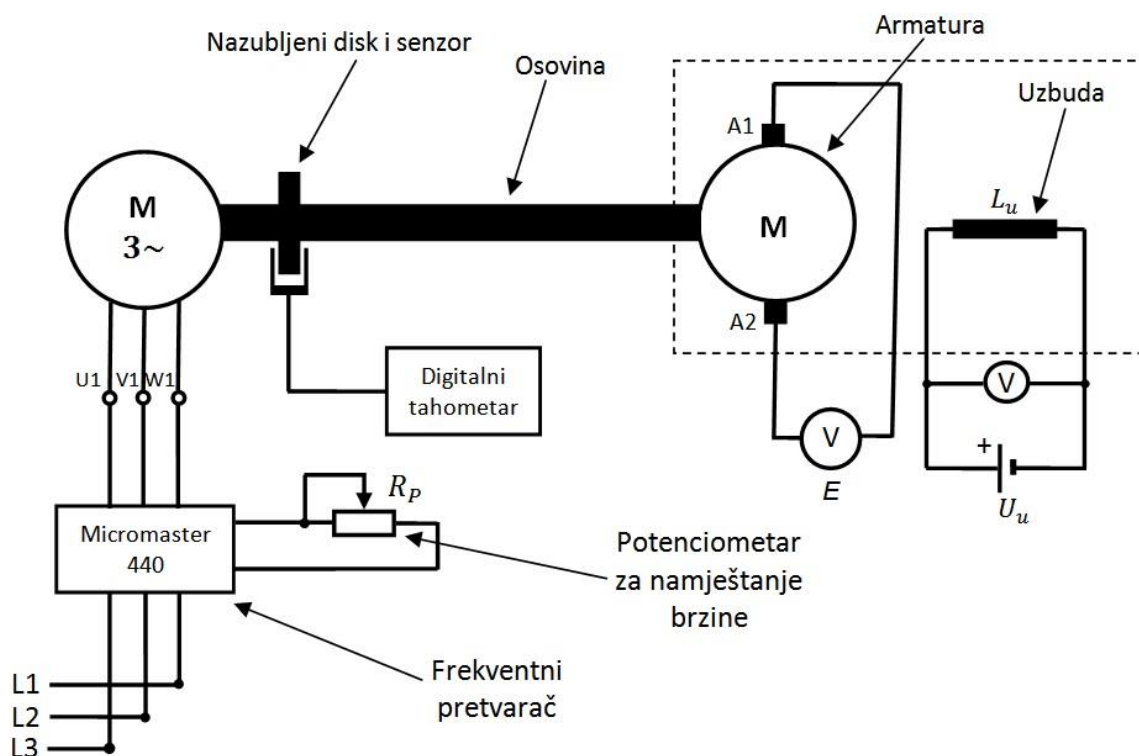 Nazubljeni disk i senzor
Osovina
Armatura
Uzbuda
A1
M
3~
M
L_u
A2
U1 V1 W1
Digitalni
tahometar
V
V
E
+
U_u
R_P
Micromaster
440
Potenciometar
za namještanje
brzine
Frekventni
pretvarač
L1
L2
L3